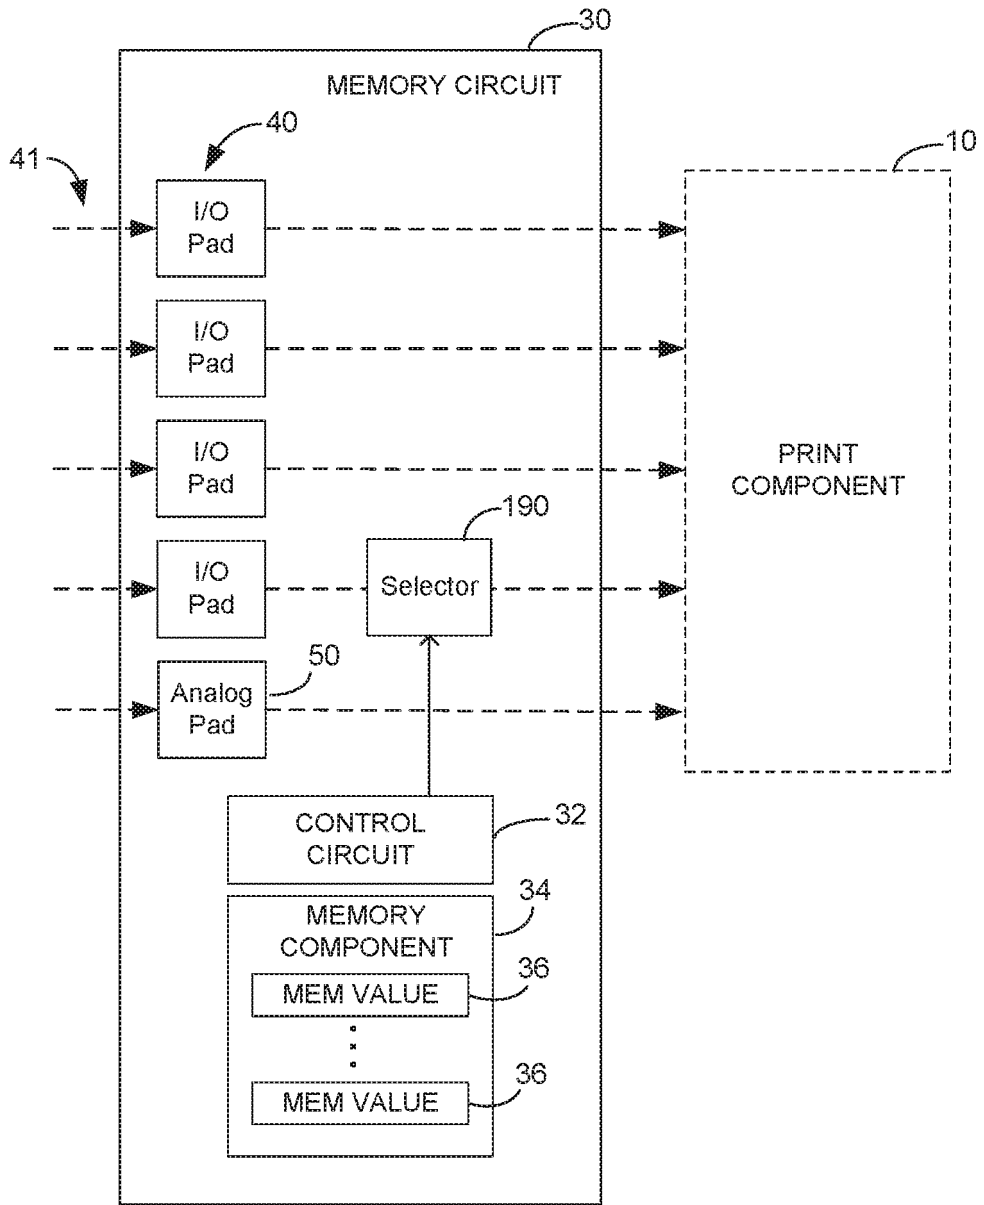 30
MEMORY CIRCUIT
40
41
10
I/O
Pad
I/O
Pad
I/O
Pad
PRINT
COMPONENT
190
I/O
Pad
Selector
50
Analog
Pad
CONTROL
CIRCUIT
32
34
MEMORY
COMPONENT
36
MEM VALUE
36
MEM VALUE